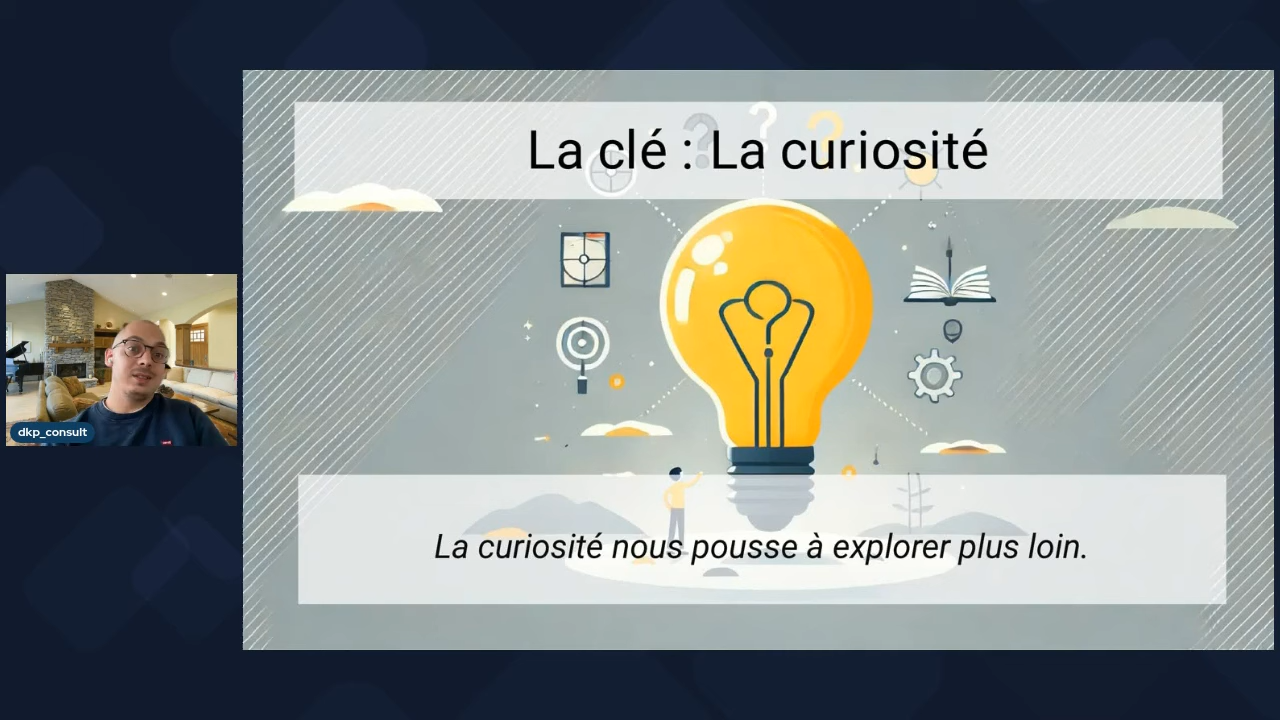 La clé : La curiosité
dkp_consult
La curiosité nous pousse à explorer plus loin.